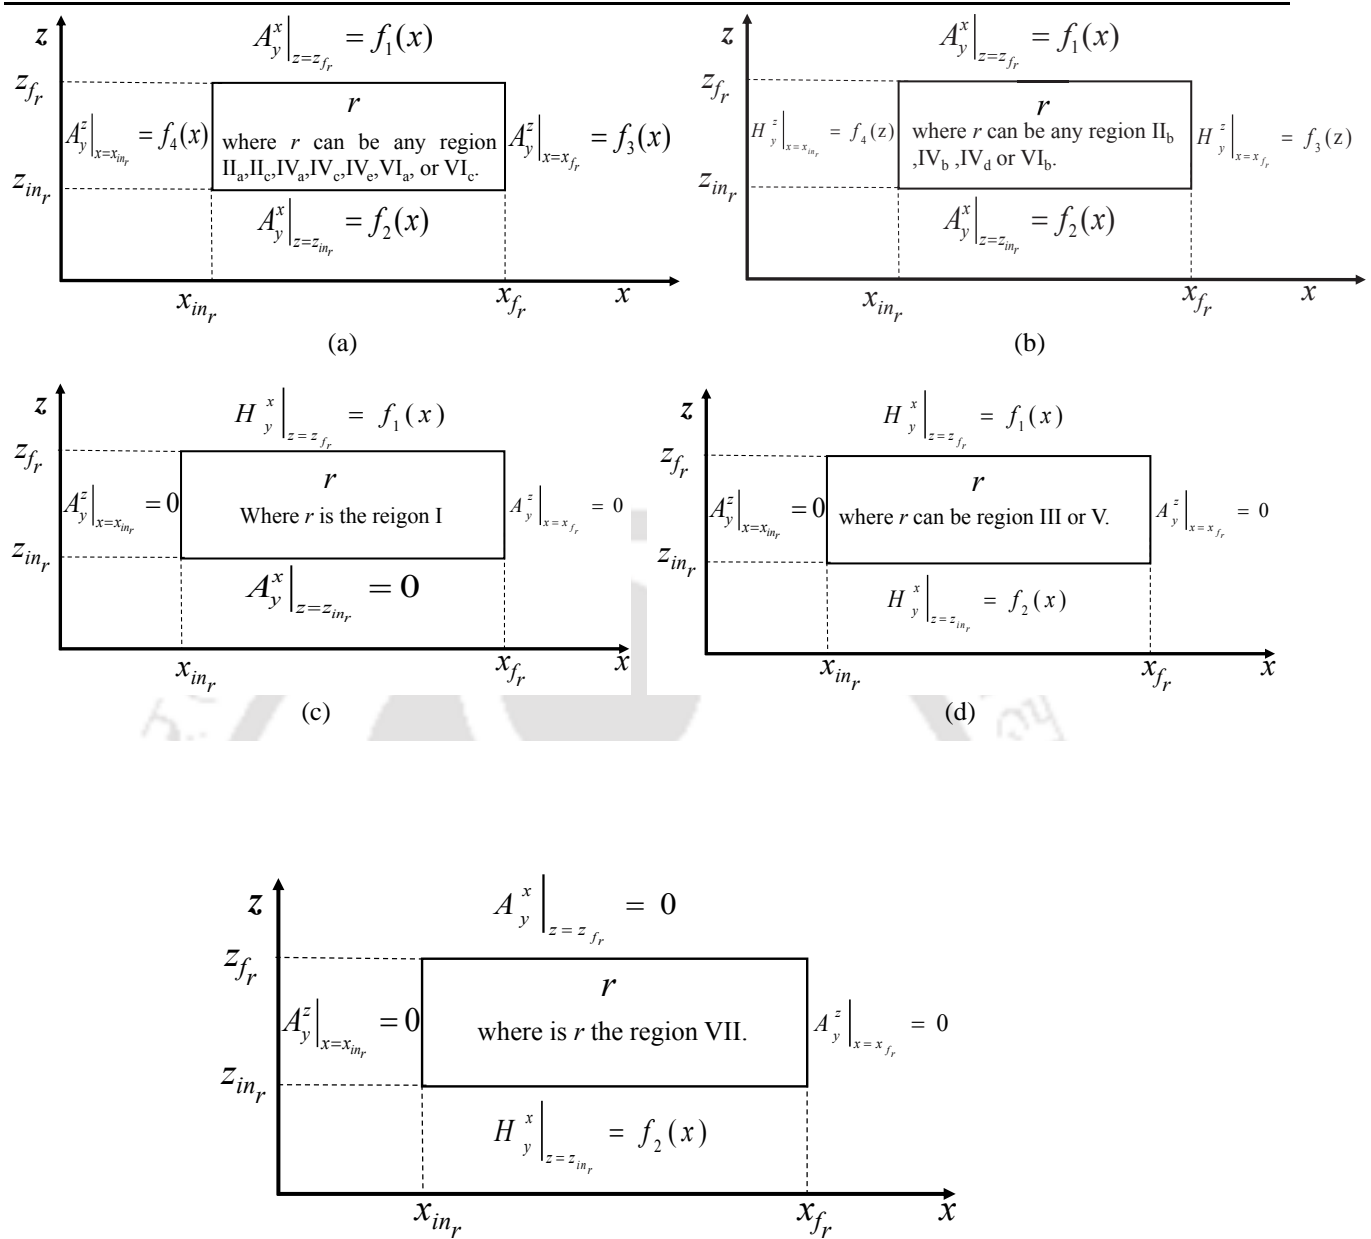 z
A_y^x|_{z=z_{f_r}} = f_1(x)
z_{f_r}
r
A_y^z|_{x=x_{in_r}} = f_4(x)
where r can be any region
II_a,II_c,IV_a,IV_c,IV_e,VI_a, or VI_c.
A_y^z|_{x=x_{f_r}} = f_3(x)
z_{in_r}
A_y^x|_{z=z_{in_r}} = f_2(x)
x_{in_r}
x_{f_r}
x
(a)
z
A_y^x|_{z=z_{f_r}} = f_1(x)
z_{f_r}
r
H_y^z|_{x=x_{in_r}} = f_4(z)
where r can be any region II_b
,IV_b ,IV_d or VI_b.
H_y^z|_{x=x_{f_r}} = f_3(z)
z_{in_r}
A_y^x|_{z=z_{in_r}} = f_2(x)
x_{in_r}
x_{f_r}
x
(b)
z
H_y^x|_{z=z_{f_r}} = f_1(x)
z_{f_r}
r
A_y^z|_{x=x_{in_r}} = 0
Where r is the reigon I
A_y^z|_{x=x_{f_r}} = 0
z_{in_r}
A_y^x|_{z=z_{in_r}} = 0
x_{in_r}
x_{f_r}
x
(c)
z
H_y^x|_{z=z_{f_r}} = f_1(x)
z_{f_r}
r
A_y^z|_{x=x_{in_r}} = 0
where r can be region III or V.
A_y^z|_{x=x_{f_r}} = 0
z_{in_r}
H_y^x|_{z=z_{in_r}} = f_2(x)
x_{in_r}
x_{f_r}
x
(d)
z
A_y^x|_{z=z_{f_r}} = 0
z_{f_r}
r
A_y^z|_{x=x_{in_r}} = 0
where is r the region VII.
A_y^z|_{x=x_{f_r}} = 0
z_{in_r}
H_y^x|_{z=z_{in_r}} = f_2(x)
x_{in_r}
x_{f_r}
x